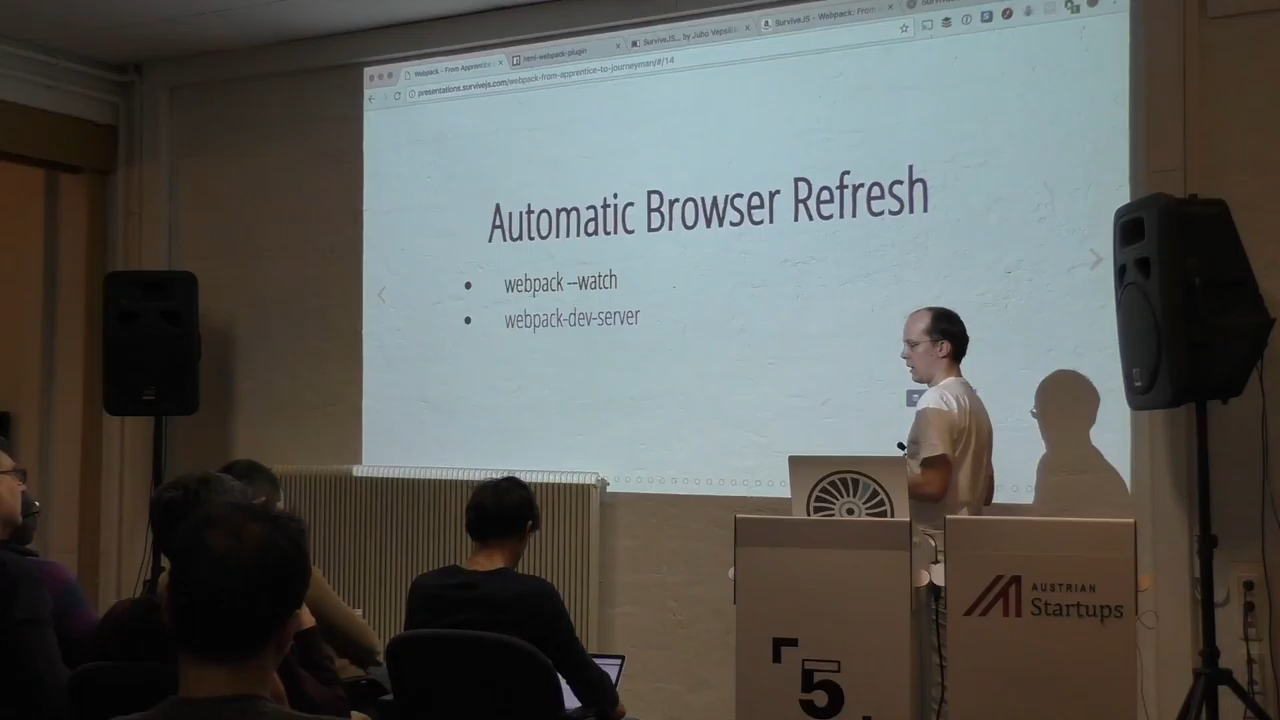 Webpack - From Apprentice
html-webpack-plugin
SurviveJS... by Juho Vepsäl
SurviveJS - Webpack: From
presentations.survivejs.com/webpack-from-apprentice-to-journeyman/#/14
Automatic Browser Refresh
webpack –watch
webpack-dev-server
AUSTRIAN
Startups
5